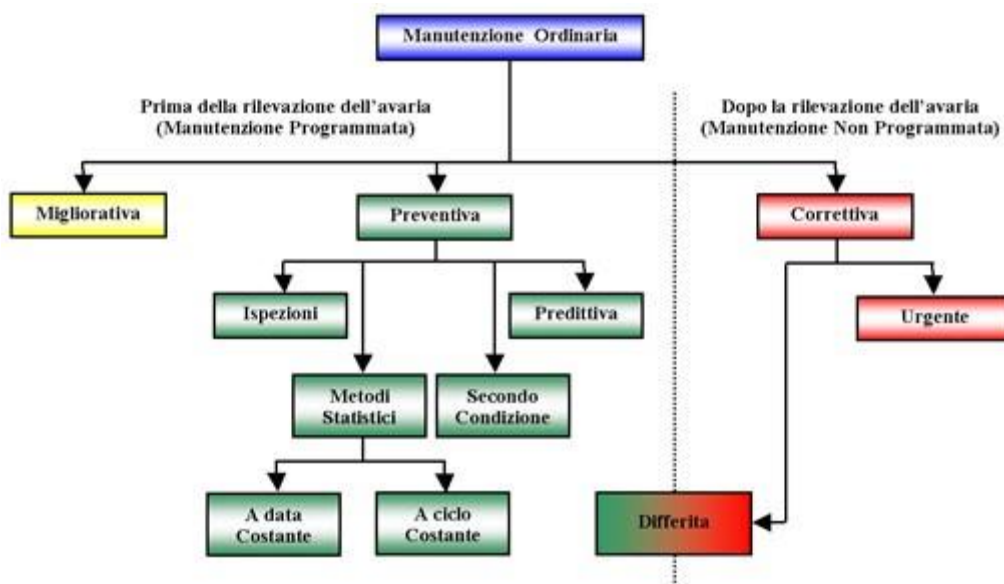 Manutenzione Ordinaria
Prima della rilevazione dell'avaria
(Manutenzione Programmata)
Dopo la rilevazione dell'avaria
(Manutenzione Non Programmata)
Migliorativa
Preventiva
Correttiva
Ispezioni
Predittiva
Urgente
Metodi
Statistici
Secondo
Condizione
A data
Costante
A ciclo
Costante
Differita